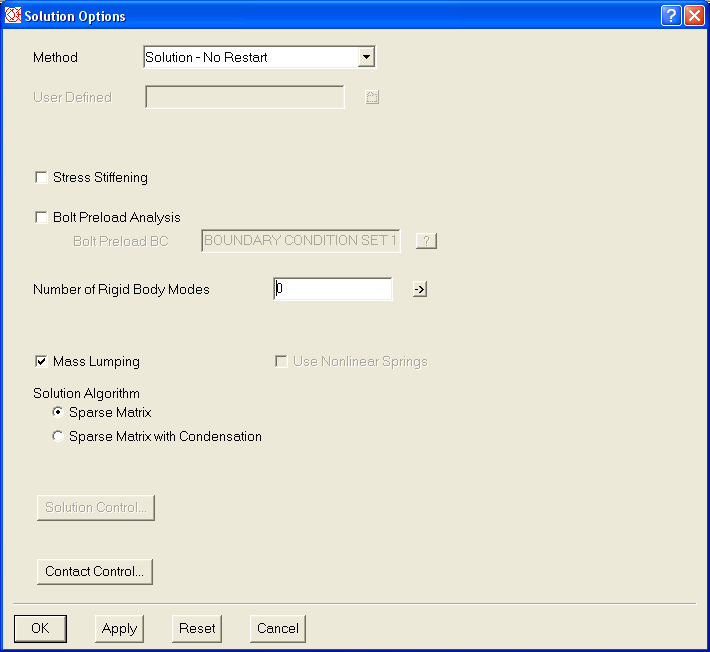 Solution Options
Method Solution - No Restart
User Defined
Stress Stiffening
Bolt Preload Analysis
Bolt Preload BC BOUNDARY CONDITION SET 1 ?
Number of Rigid Body Modes 0 ->
Mass Lumping Use Nonlinear Springs
Solution Algorithm
Sparse Matrix
Sparse Matrix with Condensation
Solution Control...
Contact Control...
OK Apply Reset Cancel